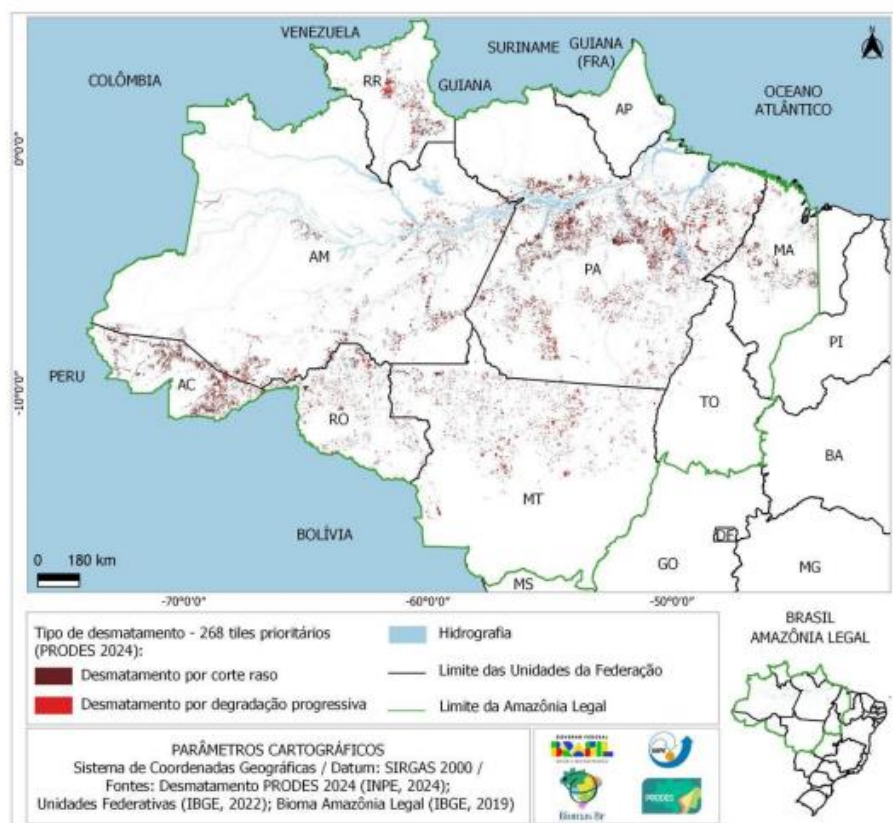 VENEZUELA
SURINAME
GUIANA
(FRA)
COLÔMBIA
RR
GUIANA
N
OCEANO
ATLÂNTICO
AP
0°0'0"
AM
PA
MA
PERU
AC
PI
-10°0'0"
RO
TO
BA
MT
BOLÍVIA
DF
GO
MG
0 180 km
MS
-70°0'0"
-60°0'0"
-50°0'0"
Tipo de desmatamento - 268 tiles prioritários
(PRODES 2024):
Desmatamento por corte raso
Desmatamento por degradação progressiva
Hidrografia
Limite das Unidades da Federação
Limite da Amazônia Legal
BRASIL
AMAZÔNIA LEGAL
PARÂMETROS CARTOGRÁFICOS
Sistema de Coordenadas Geográficas / Datum: SIRGAS 2000 /
Fontes: Desmatamento PRODES 2024 (INPE, 2024);
Unidades Federativas (IBGE, 2022); Bioma Amazônia Legal (IBGE, 2019)
GOVERNO FEDERAL
BRASIL
INPE
Biomas Br
PRODES